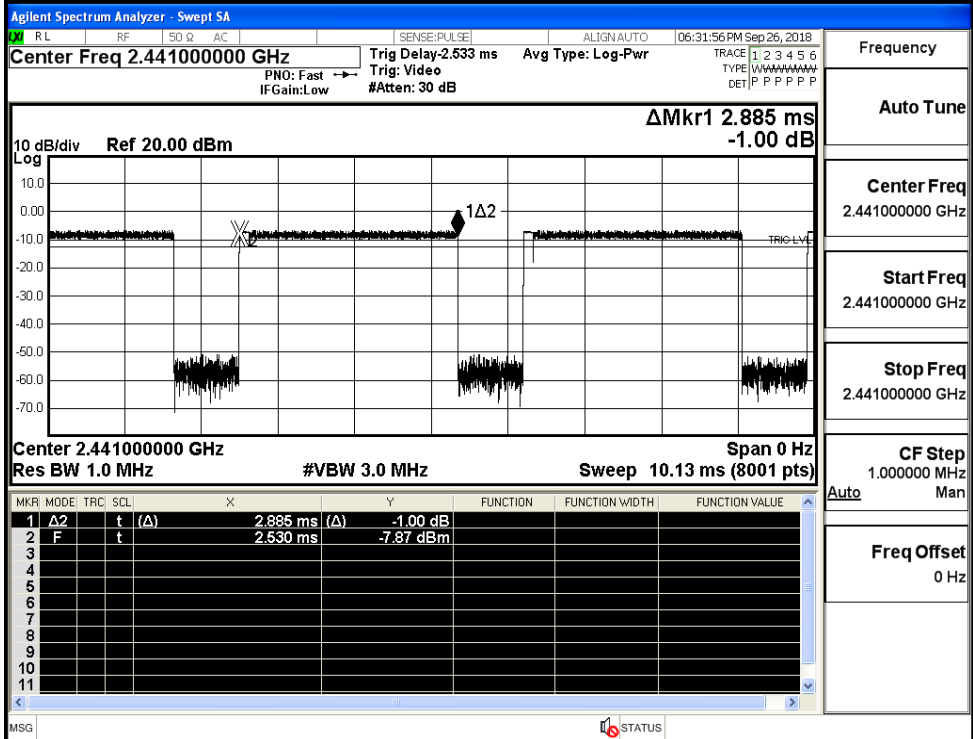 Agilent Spectrum Analyzer - Swept SA
LXI RL RF 50 Ω AC SENSE:PULSE ALIGN AUTO 06:31:56 PM Sep 26, 2018
Center Freq 2.441000000 GHz
PNO: Fast
IFGain:Low
Trig Delay-2.533 ms
Trig: Video
#Atten: 30 dB
Avg Type: Log-Pwr
TRACE 1 2 3 4 5 6
TYPE WWWWWW
DET P P P P P P
ΔMkr1 2.885 ms
-1.00 dB
10 dB/div Ref 20.00 dBm
Log
10.0
0.00
-10.0
-20.0
-30.0
-40.0
-50.0
-60.0
-70.0
1Δ2
2
TRIG LVL
Center 2.441000000 GHz Span 0 Hz
Res BW 1.0 MHz #VBW 3.0 MHz Sweep 10.13 ms (8001 pts)
MKR MODE TRC SCL X Y FUNCTION FUNCTION WIDTH FUNCTION VALUE
1 Δ2 t (Δ) 2.885 ms (Δ) -1.00 dB
2 F t 2.530 ms -7.87 dBm
3
4
5
6
7
8
9
10
11
MSG STATUS
Frequency
Auto Tune
Center Freq
2.441000000 GHz
Start Freq
2.441000000 GHz
Stop Freq
2.441000000 GHz
CF Step
1.000000 MHz
Auto Man
Freq Offset
0 Hz